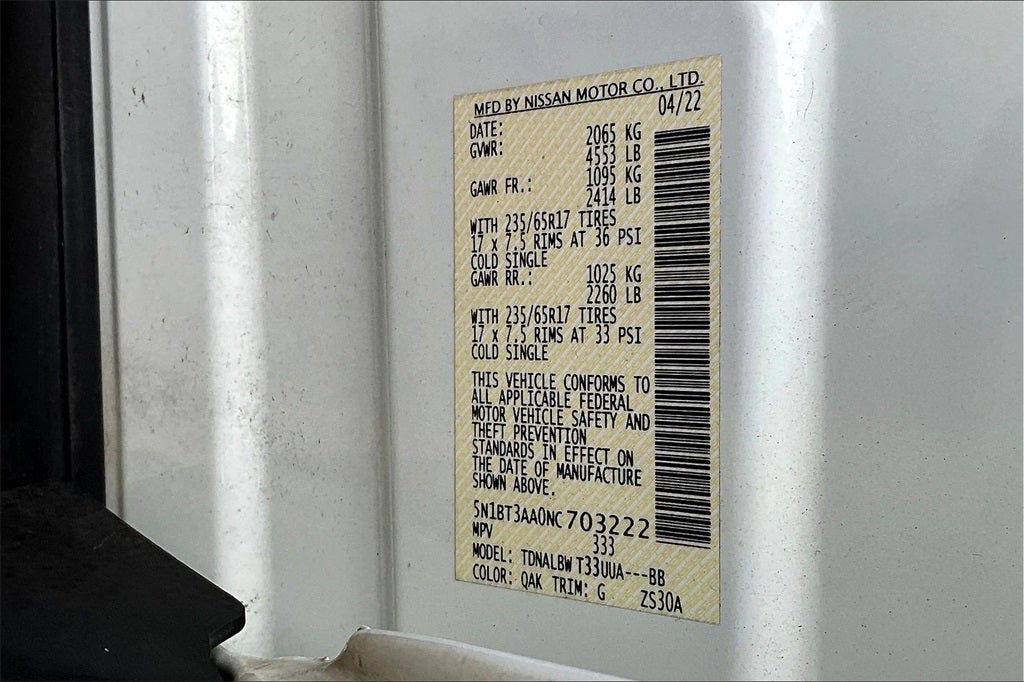 MFD BY NISSAN MOTOR CO., LTD.
DATE: 04/22
GVWR: 2065 KG
4553 LB
GAWR FR.: 1095 KG
2414 LB
WITH 235/65R17 TIRES
17 x 7.5 RIMS AT 36 PSI
COLD SINGLE
GAWR RR.: 1025 KG
2260 LB
WITH 235/65R17 TIRES
17 x 7.5 RIMS AT 33 PSI
COLD SINGLE
THIS VEHICLE CONFORMS TO
ALL APPLICABLE FEDERAL
MOTOR VEHICLE SAFETY AND
THEFT PREVENTION
STANDARDS IN EFFECT ON
THE DATE OF MANUFACTURE
SHOWN ABOVE.
5N1BT3AA0NC703222
MPV 333
MODEL: TDNALBW T33UUA---BB
COLOR: QAK TRIM: G ZS30A